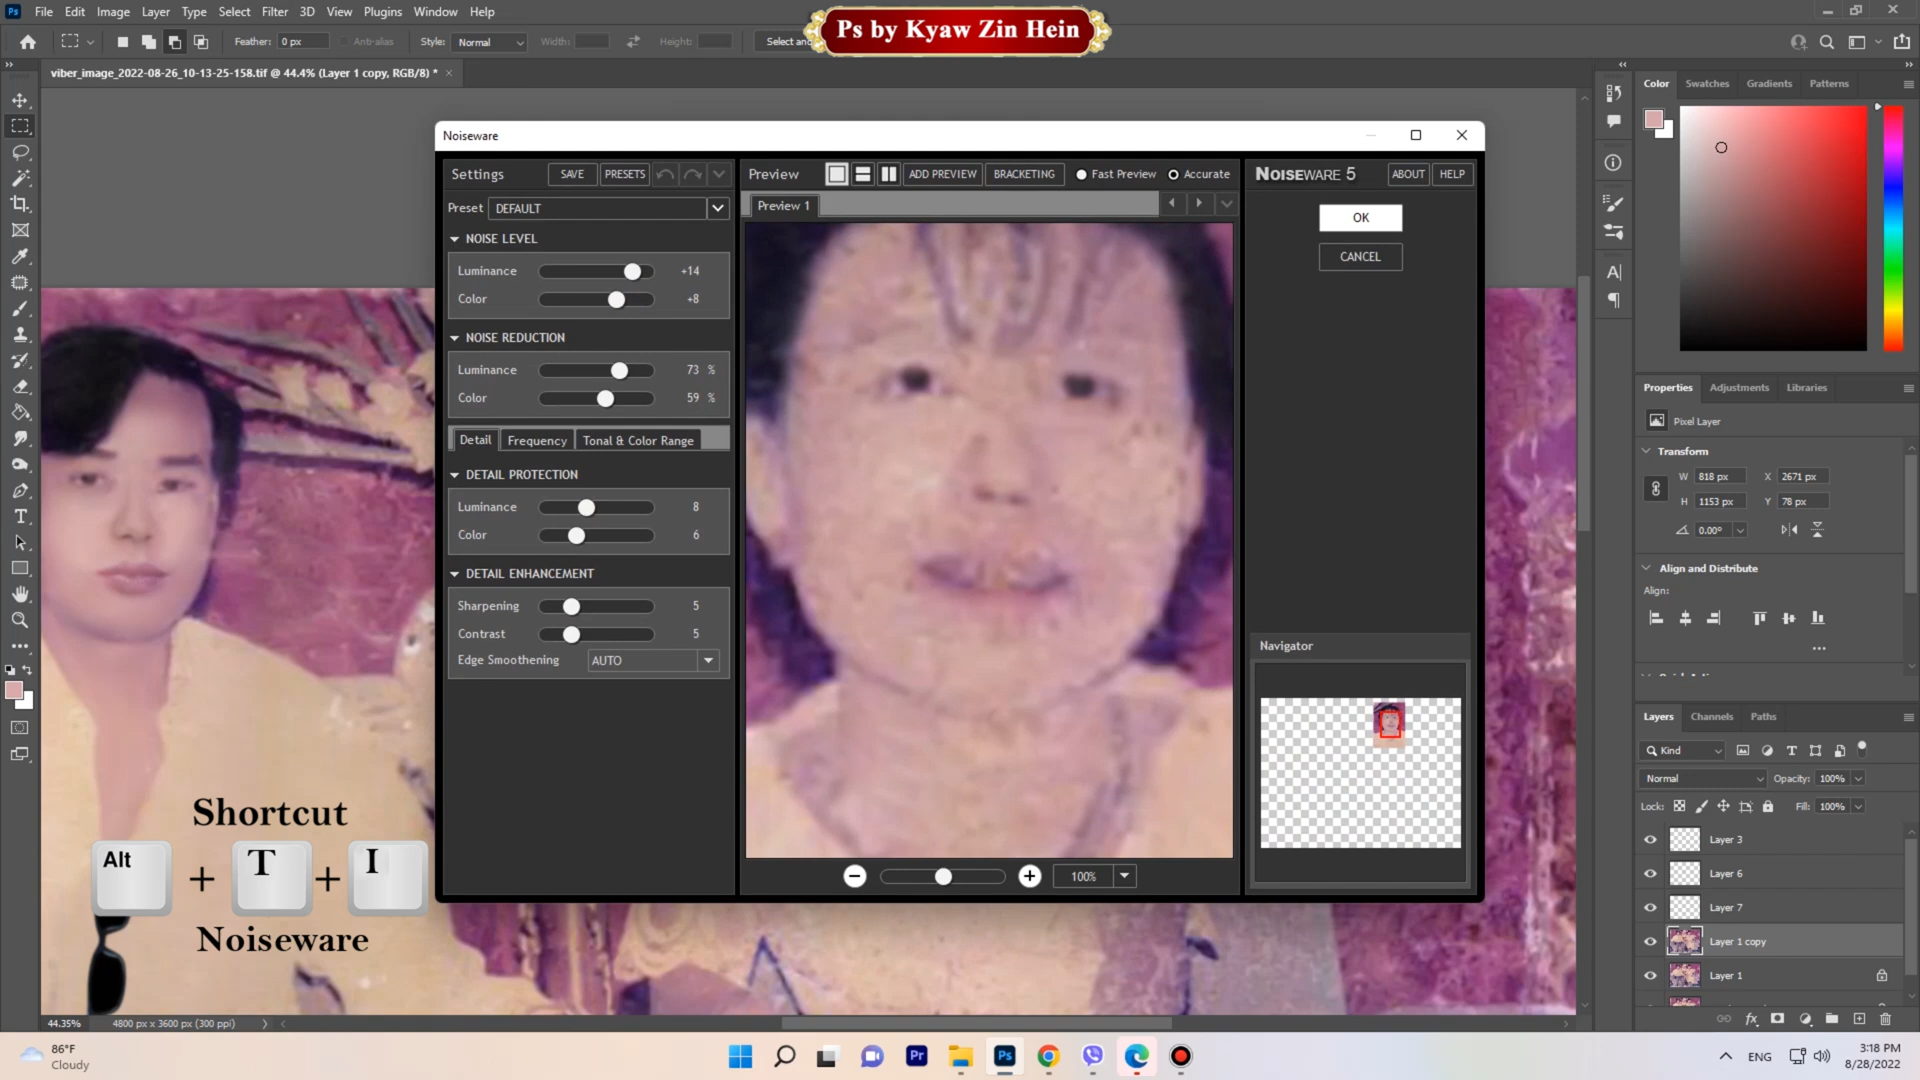 Ps File Edit Image Layer Type Select Filter 3D View Plugins Window Help
Ps by Kyaw Zin Hein
Feather: 0 px Anti-alias Style: Normal Width: Height: Select and
viber_image_2022-08-26_10-13-25-158.tif @ 44.4% (Layer 1 copy, RGB/8) * ×
Noiseware
Settings SAVE PRESETS
Preset DEFAULT
NOISE LEVEL
Luminance +14
Color +8
NOISE REDUCTION
Luminance 73 %
Color 59 %
Detail Frequency Tonal & Color Range
DETAIL PROTECTION
Luminance 8
Color 6
DETAIL ENHANCEMENT
Sharpening 5
Contrast 5
Edge Smoothening AUTO
Preview ADD PREVIEW BRACKETING Fast Preview Accurate
Preview 1
100%
NOISEWARE 5 ABOUT HELP
OK
CANCEL
Navigator
Color Swatches Gradients Patterns
Properties Adjustments Libraries
Pixel Layer
Transform
W 818 px X 2671 px
H 1153 px Y 78 px
0.00°
Align and Distribute
Align:
Layers Channels Paths
Kind
Normal Opacity: 100%
Lock: Fill: 100%
Layer 3
Layer 6
Layer 7
Layer 1 copy
Layer 1
Shortcut
Alt + T + I
Noiseware
44.35% 4800 px x 3600 px (300 ppi)
86°F
Cloudy
Pr Ps
ENG
3:18 PM
8/28/2022